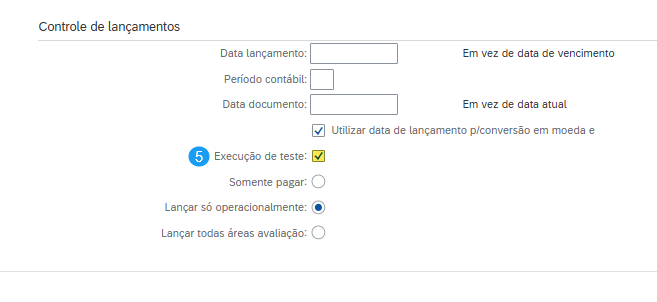 Controle de lançamentos
Data lançamento: Em vez de data de vencimento
Período contábil:
Data documento: Em vez de data atual
Utilizar data de lançamento p/conversão em moeda e
5 Execução de teste:
Somente pagar:
Lançar só operacionalmente:
Lançar todas áreas avaliação: